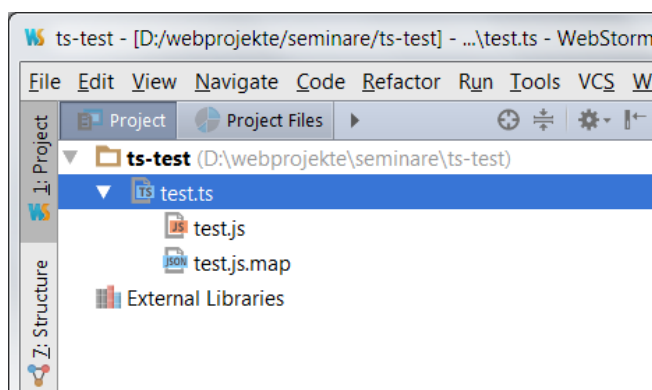 ts-test - [D:/webprojekte/seminare/ts-test] - ...\test.ts - WebStorm
File Edit View Navigate Code Refactor Run Tools VCS W
1: Project
Project Project Files
ts-test (D:\webprojekte\seminare\ts-test)
TS test.ts
JS test.js
JSON test.js.map
External Libraries
7: Structure